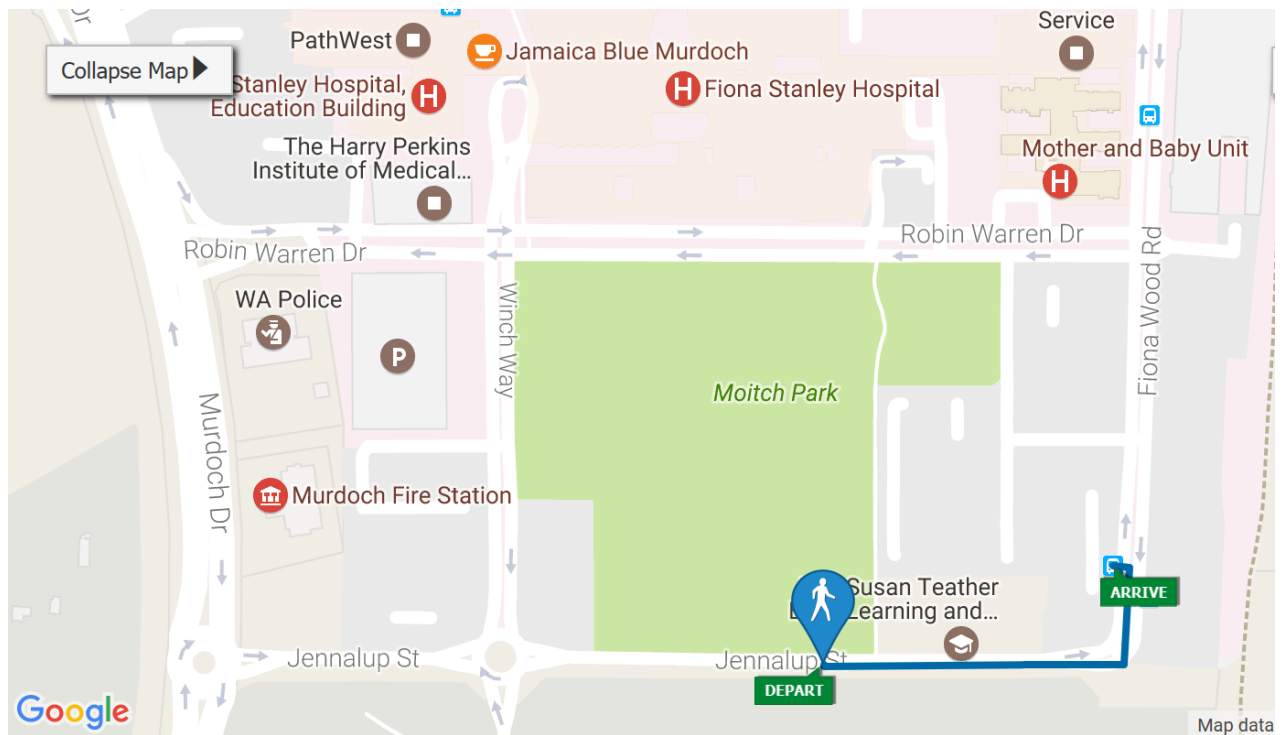 Dr
PathWest
Service
Collapse Map
Jamaica Blue Murdoch
Stanley Hospital,
Education Building
H
H
Fiona Stanley Hospital
The Harry Perkins
Institute of Medical...
Mother and Baby Unit
H
Robin Warren Dr
Robin Warren Dr
Fiona Wood Rd
WA Police
P
Winch Way
Moitch Park
Murdoch Dr
Murdoch Fire Station
Susan Teather
Learning and...
ARRIVE
Jennalup St
Jennalup St
DEPART
Google
Map data